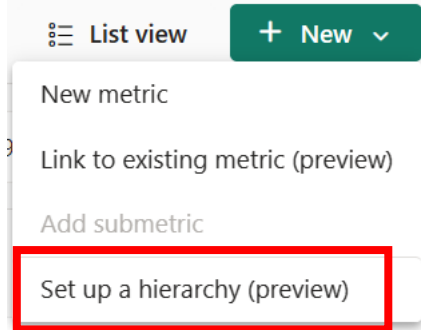 List view
New
New metric
Link to existing metric (preview)
Add submetric
Set up a hierarchy (preview)